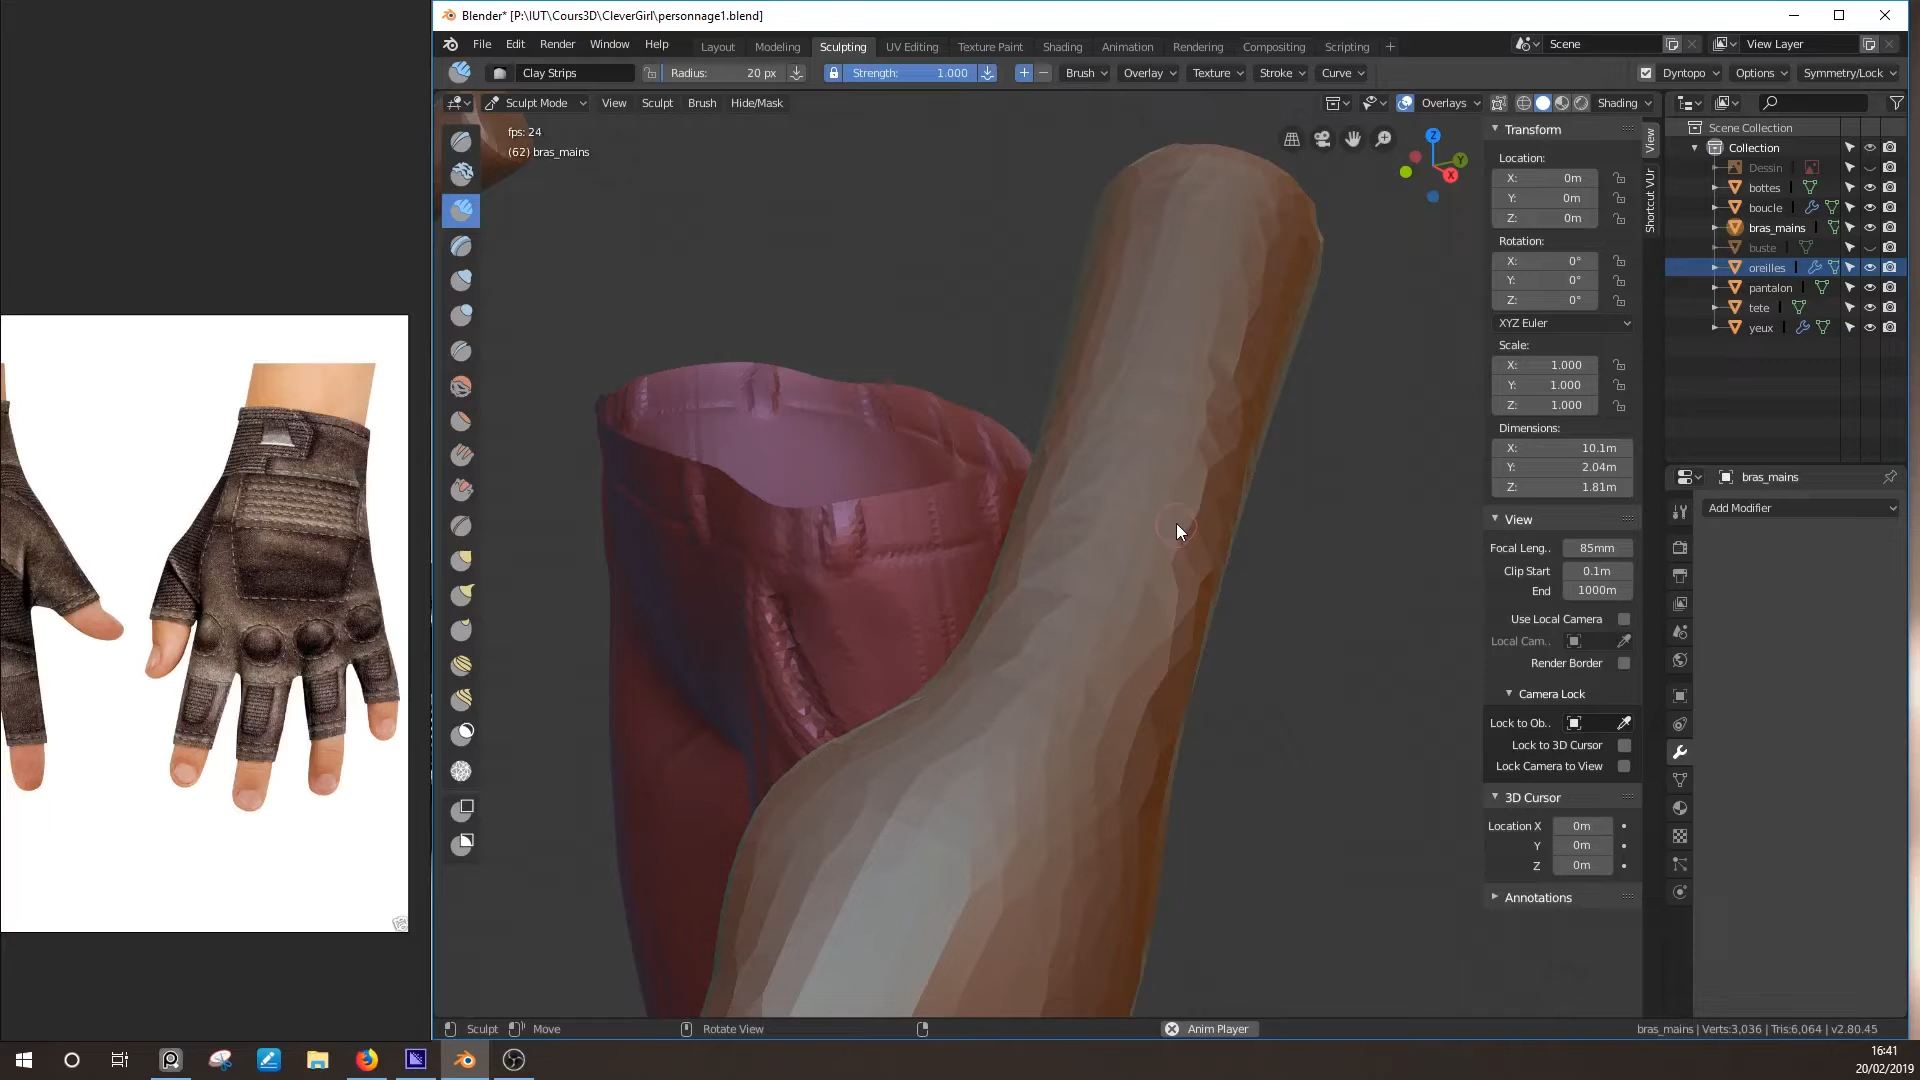 Blender* [P:\IUT\Cours3D\CleverGirl\personnage1.blend]
File Edit Render Window Help
Layout Modeling Sculpting UV Editing Texture Paint Shading Animation Rendering Compositing Scripting +
Scene
View Layer
Clay Strips
Radius: 20 px
Strength: 1.000
Brush Overlay Texture Stroke Curve
Dyntopo Options Symmetry/Lock
Sculpt Mode View Sculpt Brush Hide/Mask
Overlays Shading
fps: 24
(62) bras_mains
Z
Y
X
Transform
Location:
X: 0m
Y: 0m
Z: 0m
Rotation:
X: 0°
Y: 0°
Z: 0°
XYZ Euler
Scale:
X: 1.000
Y: 1.000
Z: 1.000
Dimensions:
X: 10.1m
Y: 2.04m
Z: 1.81m
View
Focal Leng.. 85mm
Clip Start 0.1m
End 1000m
Use Local Camera
Local Cam..
Render Border
Camera Lock
Lock to Ob..
Lock to 3D Cursor
Lock Camera to View
3D Cursor
Location X 0m
Y 0m
Z 0m
Annotations
View
Shortcut VUr
Scene Collection
Collection
Dessin
bottes
boucle
bras_mains
buste
oreilles
pantalon
tete
yeux
bras_mains
Add Modifier
Sculpt Move Rotate View Anim Player
bras_mains | Verts:3,036 | Tris:6,064 | v2.80.45
16:41
20/02/2019